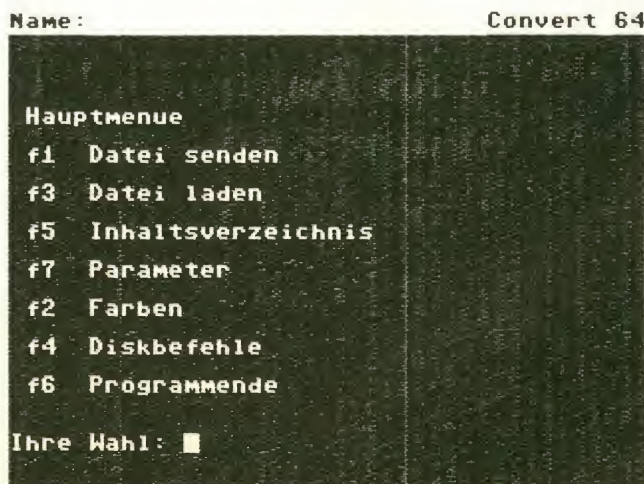 Name: Convert 64
Hauptmenue
f1 Datei senden
f3 Datei laden
f5 Inhaltsverzeichnis
f7 Parameter
f2 Farben
f4 Diskbefehle
f6 Programmende
Ihre Wahl: